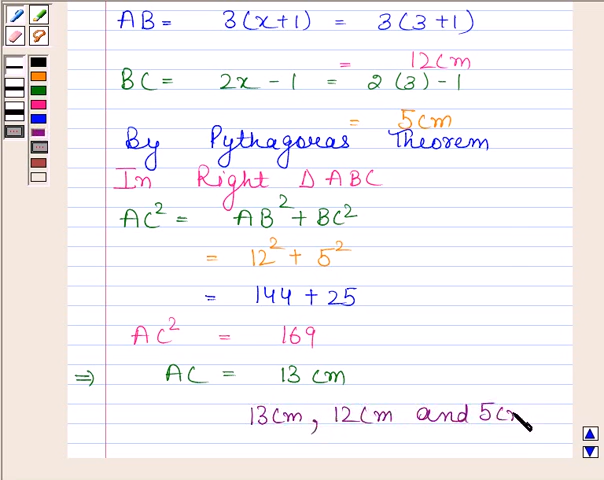 AB = 3(x+1) = 3(3+1)
= 12cm
BC = 2x - 1 = 2(3) - 1
= 5cm
By Pythagoras Theorem
In Right Δ ABC
AC² = AB² + BC²
= 12² + 5²
= 144 + 25
AC² = 169
⇒ AC = 13 cm
13cm, 12cm and 5cm